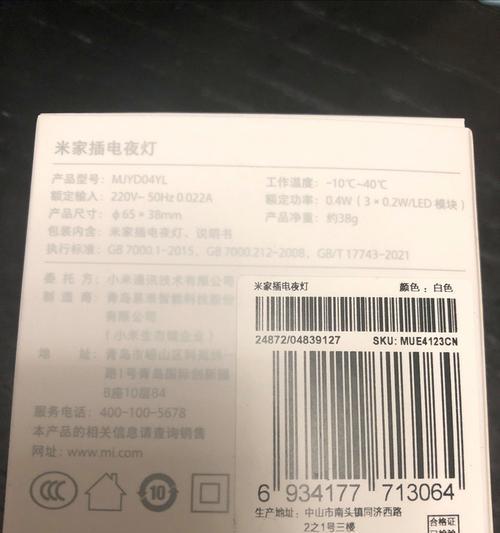 米家插电夜灯
产品型号: MJYD04YL
额定输入: 220V~ 50Hz 0.022A
产品尺寸: φ65×38mm
包装内含: 米家插电夜灯、说明书
执行标准: GB 7000.1-2015、GB 7000.212-2008、GB/T 17743-2021
工作温度: -10℃~40℃
额定功率: 0.4W (3×0.2W/LED 模块)
产品净重: 约38g
委托方: 小米通讯技术有限公司
制造商: 青岛易来智能科技股份
有限公司
(小米生态链企业)
地址: 青岛市崂山区科苑纬一
路1号青岛国际创新园
B座10层B4
服务电话: 400-100-5678
本产品的相关信息请查询销售
网址: www.mi.com
CCC
10
米家插电夜灯
颜色: 白色
24872/04839127
SKU: MUE4123CN
6 934177 713064
生产地址: 中山市南头镇同济西路
2之1号三楼
合格证